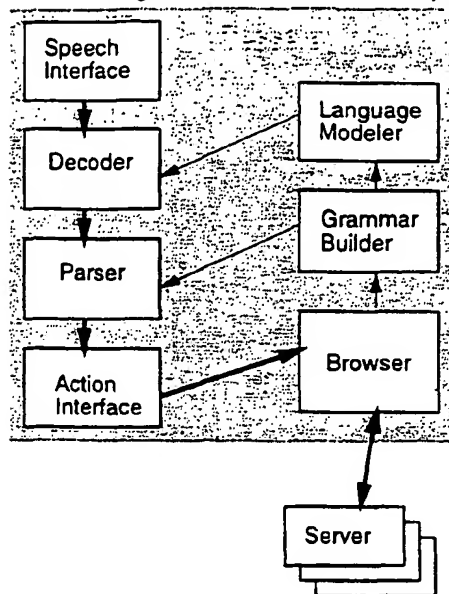 Speech
Interface
Decoder
Parser
Action
Interface
Language
Modeler
Grammar
Builder
Browser
Server